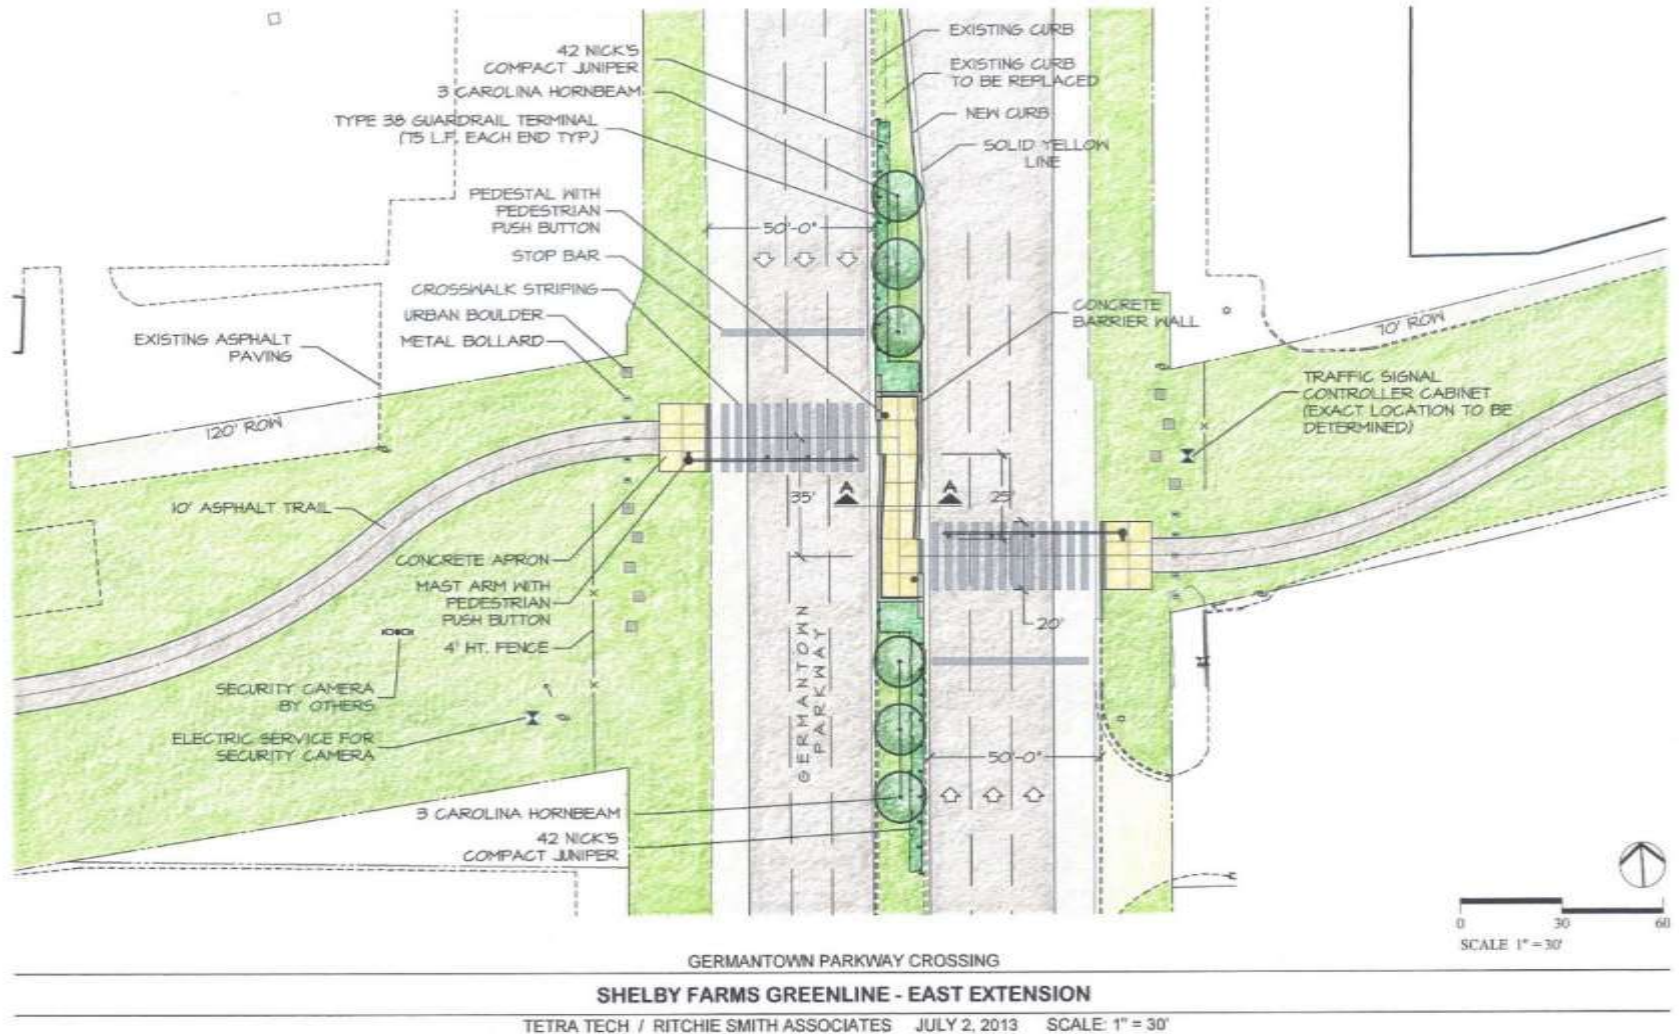 42 NICK'S
COMPACT JUNIPER
3 CAROLINA HORNBEAM
TYPE 38 GUARDRAIL TERMINAL
(75 L.F. EACH END TYP.)
PEDESTAL WITH
PEDESTRIAN
PUSH BUTTON
STOP BAR
CROSSWALK STRIPING
URBAN BOULDER
METAL BOLLARD
EXISTING ASPHALT
PAVING
120' ROW
10' ASPHALT TRAIL
CONCRETE APRON
MAST ARM WITH
PEDESTRIAN
PUSH BUTTON
4' HT. FENCE
SECURITY CAMERA
BY OTHERS
ELECTRIC SERVICE FOR
SECURITY CAMERA
3 CAROLINA HORNBEAM
42 NICK'S
COMPACT JUNIPER
50'-0"
35'
A
A
25'
GERMANTOWN
PARKWAY
20'
50'-0"
EXISTING CURB
EXISTING CURB
TO BE REPLACED
NEW CURB
SOLID YELLOW
LINE
CONCRETE
BARRIER WALL
70' ROW
TRAFFIC SIGNAL
CONTROLLER CABINET
(EXACT LOCATION TO BE
DETERMINED)
0 30 60
SCALE 1" = 30'
GERMANTOWN PARKWAY CROSSING
SHELBY FARMS GREENLINE - EAST EXTENSION
TETRA TECH / RITCHIE SMITH ASSOCIATES JULY 2, 2013 SCALE: 1" = 30'